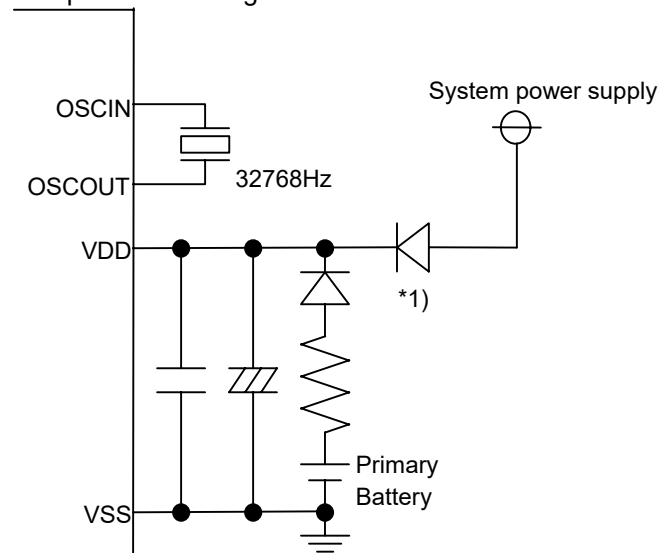 OSCIN
System power supply
OSCOUT
32768Hz
VDD
*1)
Primary
Battery
VSS